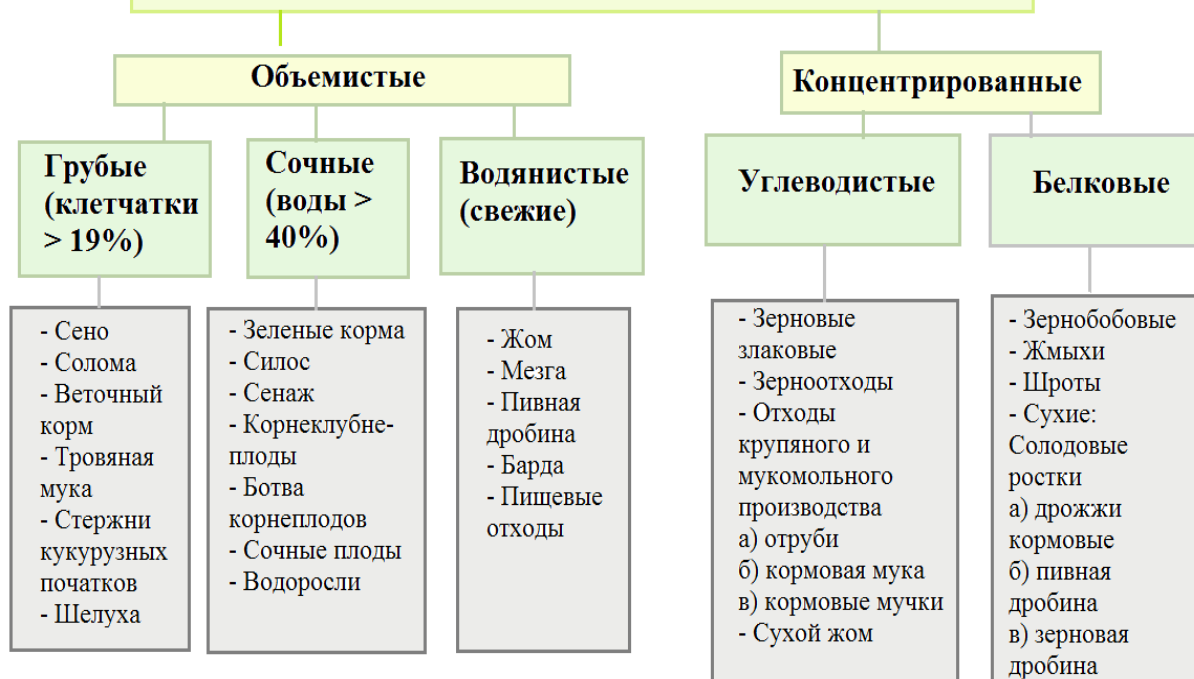 Объемистые
Концентрированные
Грубые
(клетчатки
> 19%)
Сочные
(воды >
40%)
Водянистые
(свежие)
Углеводистые
Белковые
- Сено
- Солома
- Веточный
корм
- Тровяная
мука
- Стержни
кукурузных
початков
- Шелуха
- Зеленые корма
- Силос
- Сенаж
- Корнеклубне-
плоды
- Ботва
корнеплодов
- Сочные плоды
- Водоросли
- Жом
- Мезга
- Пивная
дробина
- Барда
- Пищевые
отходы
- Зерновые
злаковые
- Зерноотходы
- Отходы
крупяного и
мукомольного
производства
а) отруби
б) кормовая мука
в) кормовые мучки
- Сухой жом
- Зернобобовые
- Жмыхи
- Шроты
- Сухие:
Солодовые
ростки
а) дрожжи
кормовые
б) пивная
дробина
в) зерновая
дробина